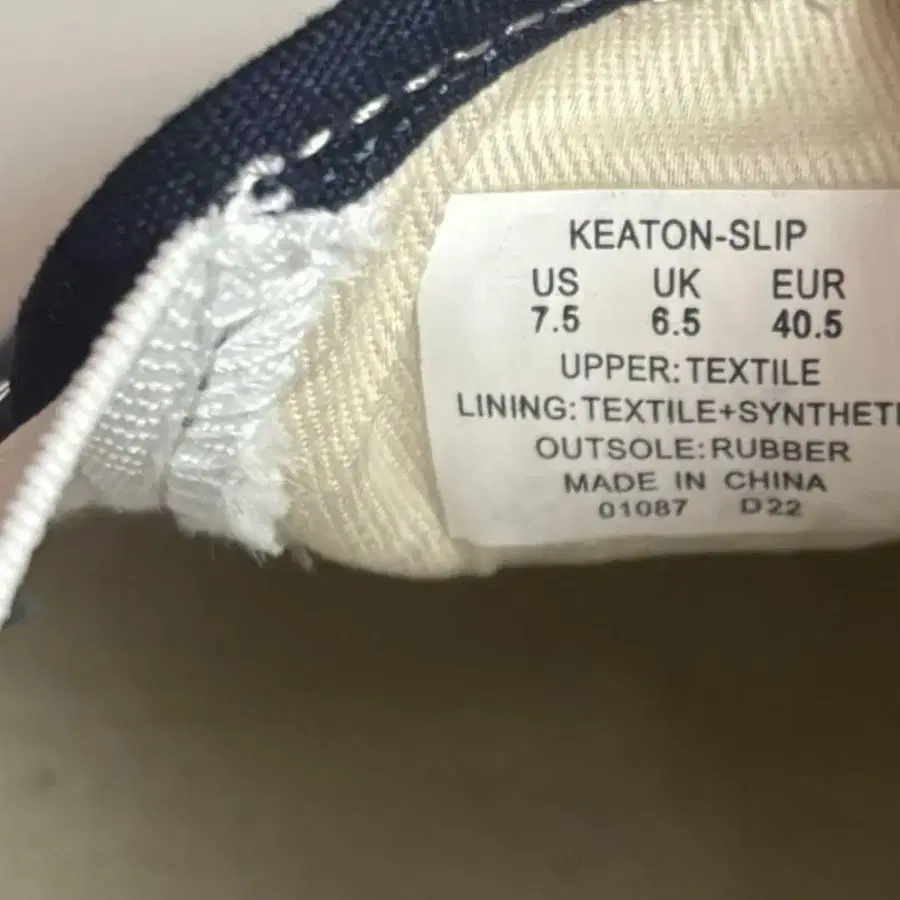 KEATON-SLIP
US UK EUR
7.5 6.5 40.5
UPPER: TEXTILE
LINING: TEXTILE+SYNTHETI
OUTSOLE: RUBBER
MADE IN CHINA
01087 D22